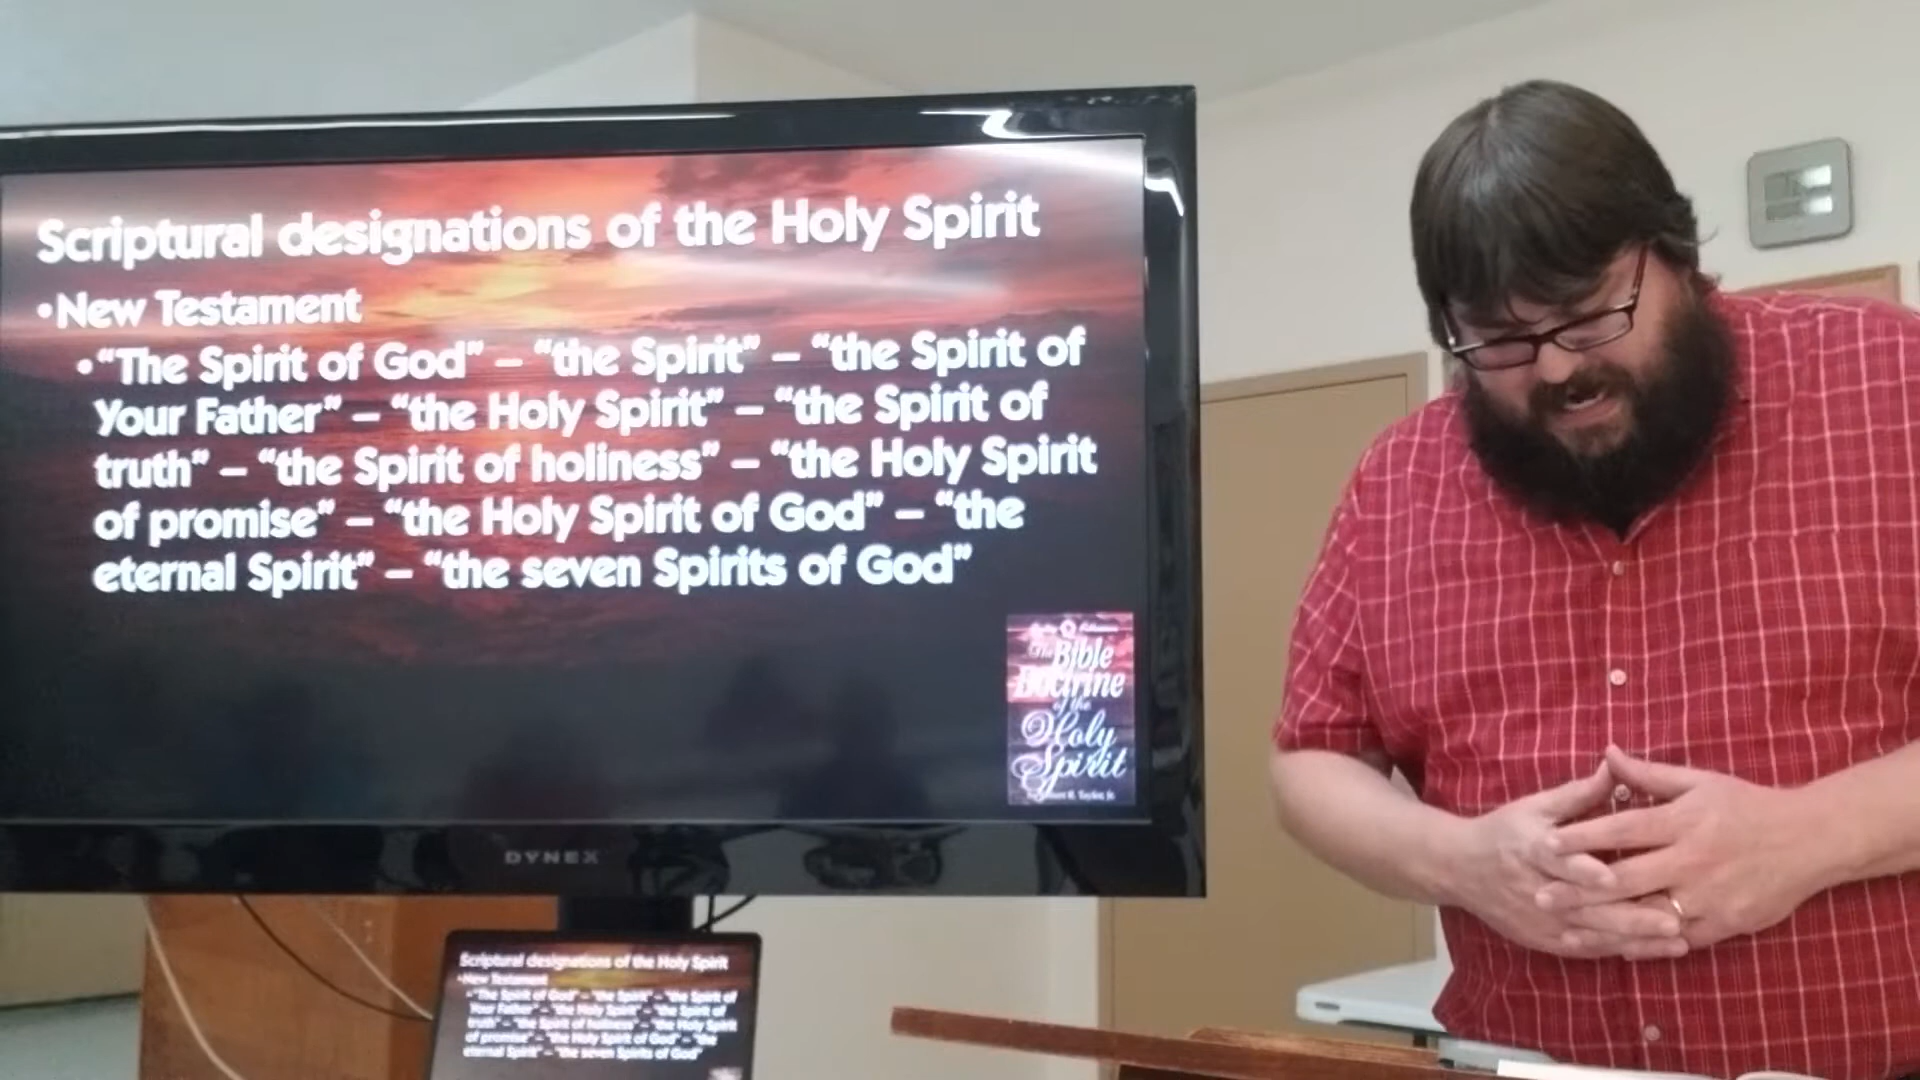 Scriptural designations of the Holy Spirit
•New Testament
•“The Spirit of God” – “the Spirit” – “the Spirit of
Your Father” – “the Holy Spirit” – “the Spirit of
truth” – “the Spirit of holiness” – “the Holy Spirit
of promise” – “the Holy Spirit of God” – “the
eternal Spirit” – “the seven Spirits of God”
The Bible
Doctrine
of the
Holy
Spirit
R. Taylor, Jr.
DYNEX
Scriptural designations of the Holy Spirit
•New Testament
•“The Spirit of God” – “the Spirit” – “the Spirit of
Your Father” – “the Holy Spirit” – “the Spirit of
truth” – “the Spirit of holiness” – “the Holy Spirit
of promise” – “the Holy Spirit of God” – “the
eternal Spirit” – “the seven Spirits of God”